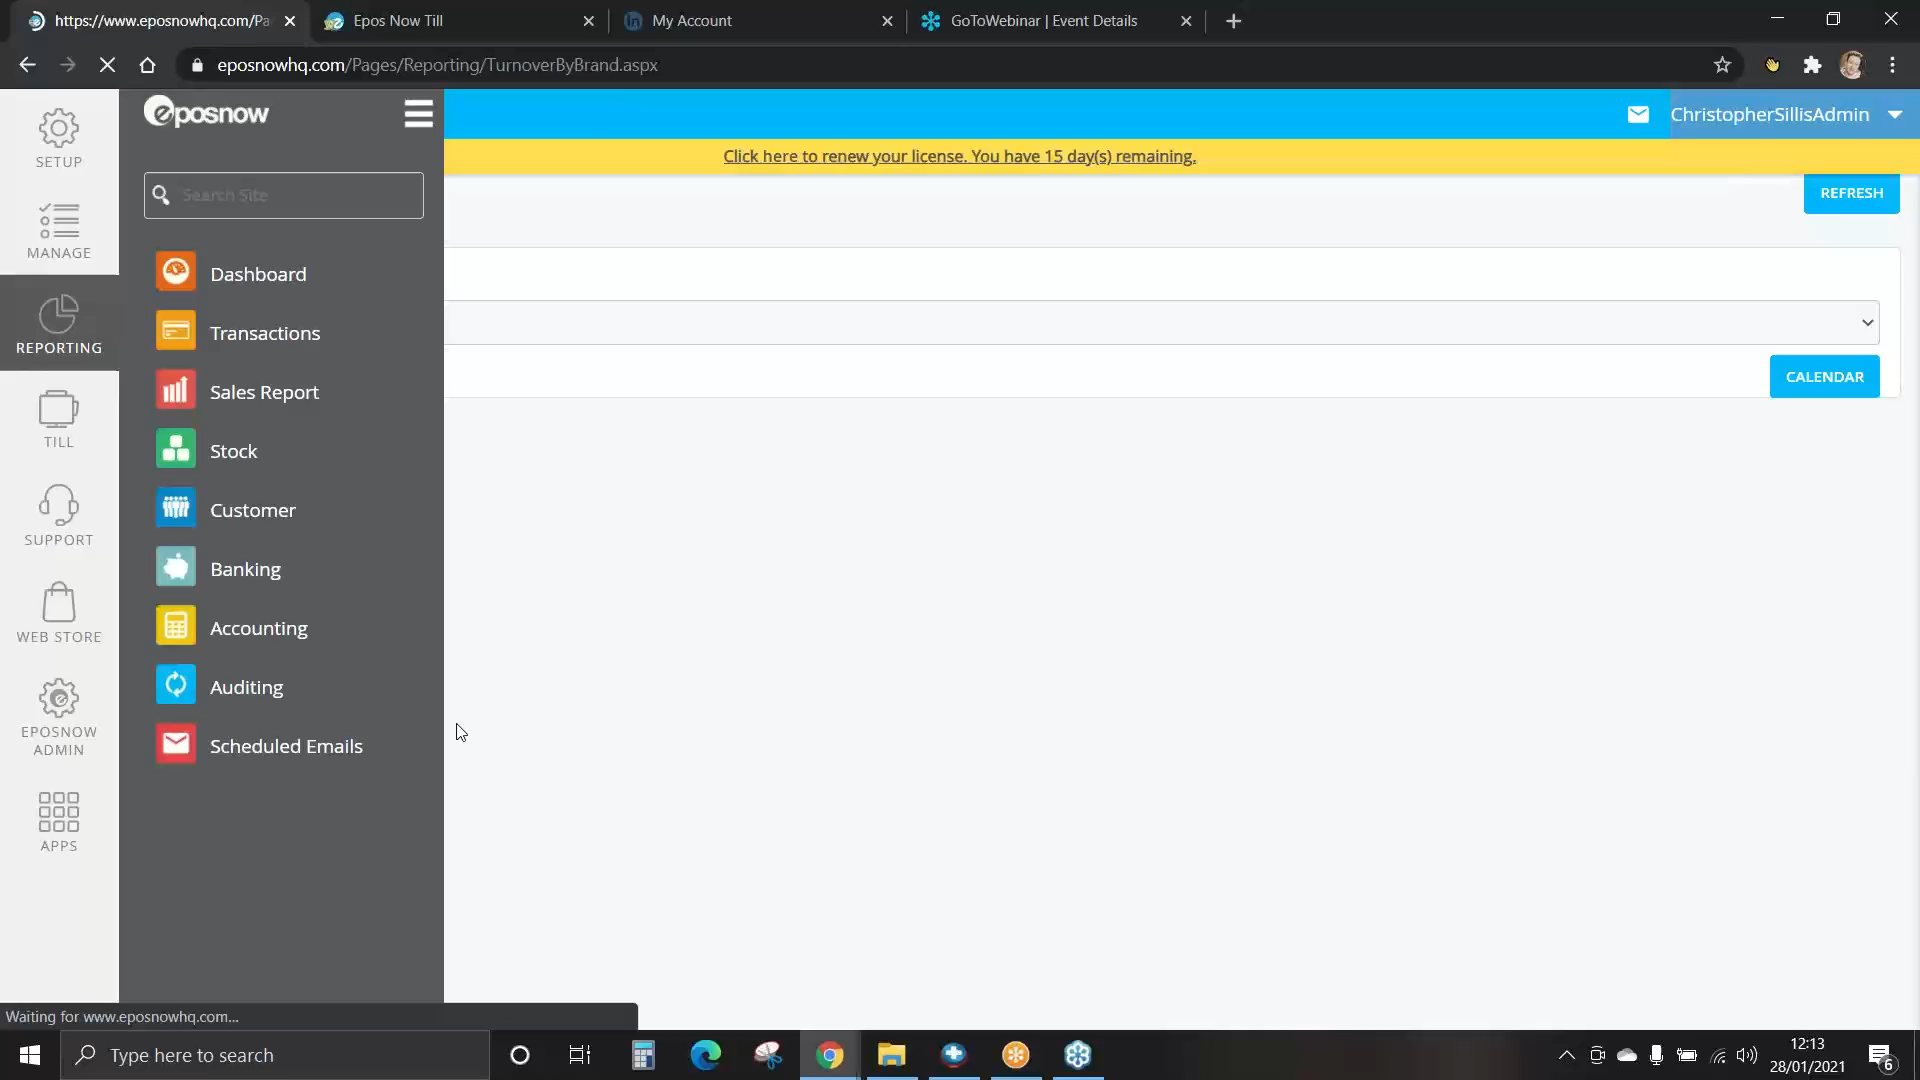 https://www.eposnowhq.com/Pa
Epos Now Till
My Account
GoToWebinar | Event Details
eposnowhq.com/Pages/Reporting/TurnoverByBrand.aspx
eposnow
ChristopherSillisAdmin
Click here to renew your license. You have 15 day(s) remaining.
REFRESH
Search Site
SETUP
MANAGE
REPORTING
TILL
SUPPORT
WEB STORE
EPOSNOW
ADMIN
APPS
Dashboard
Transactions
Sales Report
Stock
Customer
Banking
Accounting
Auditing
Scheduled Emails
CALENDAR
Waiting for www.eposnowhq.com...
Type here to search
12:13
28/01/2021
6